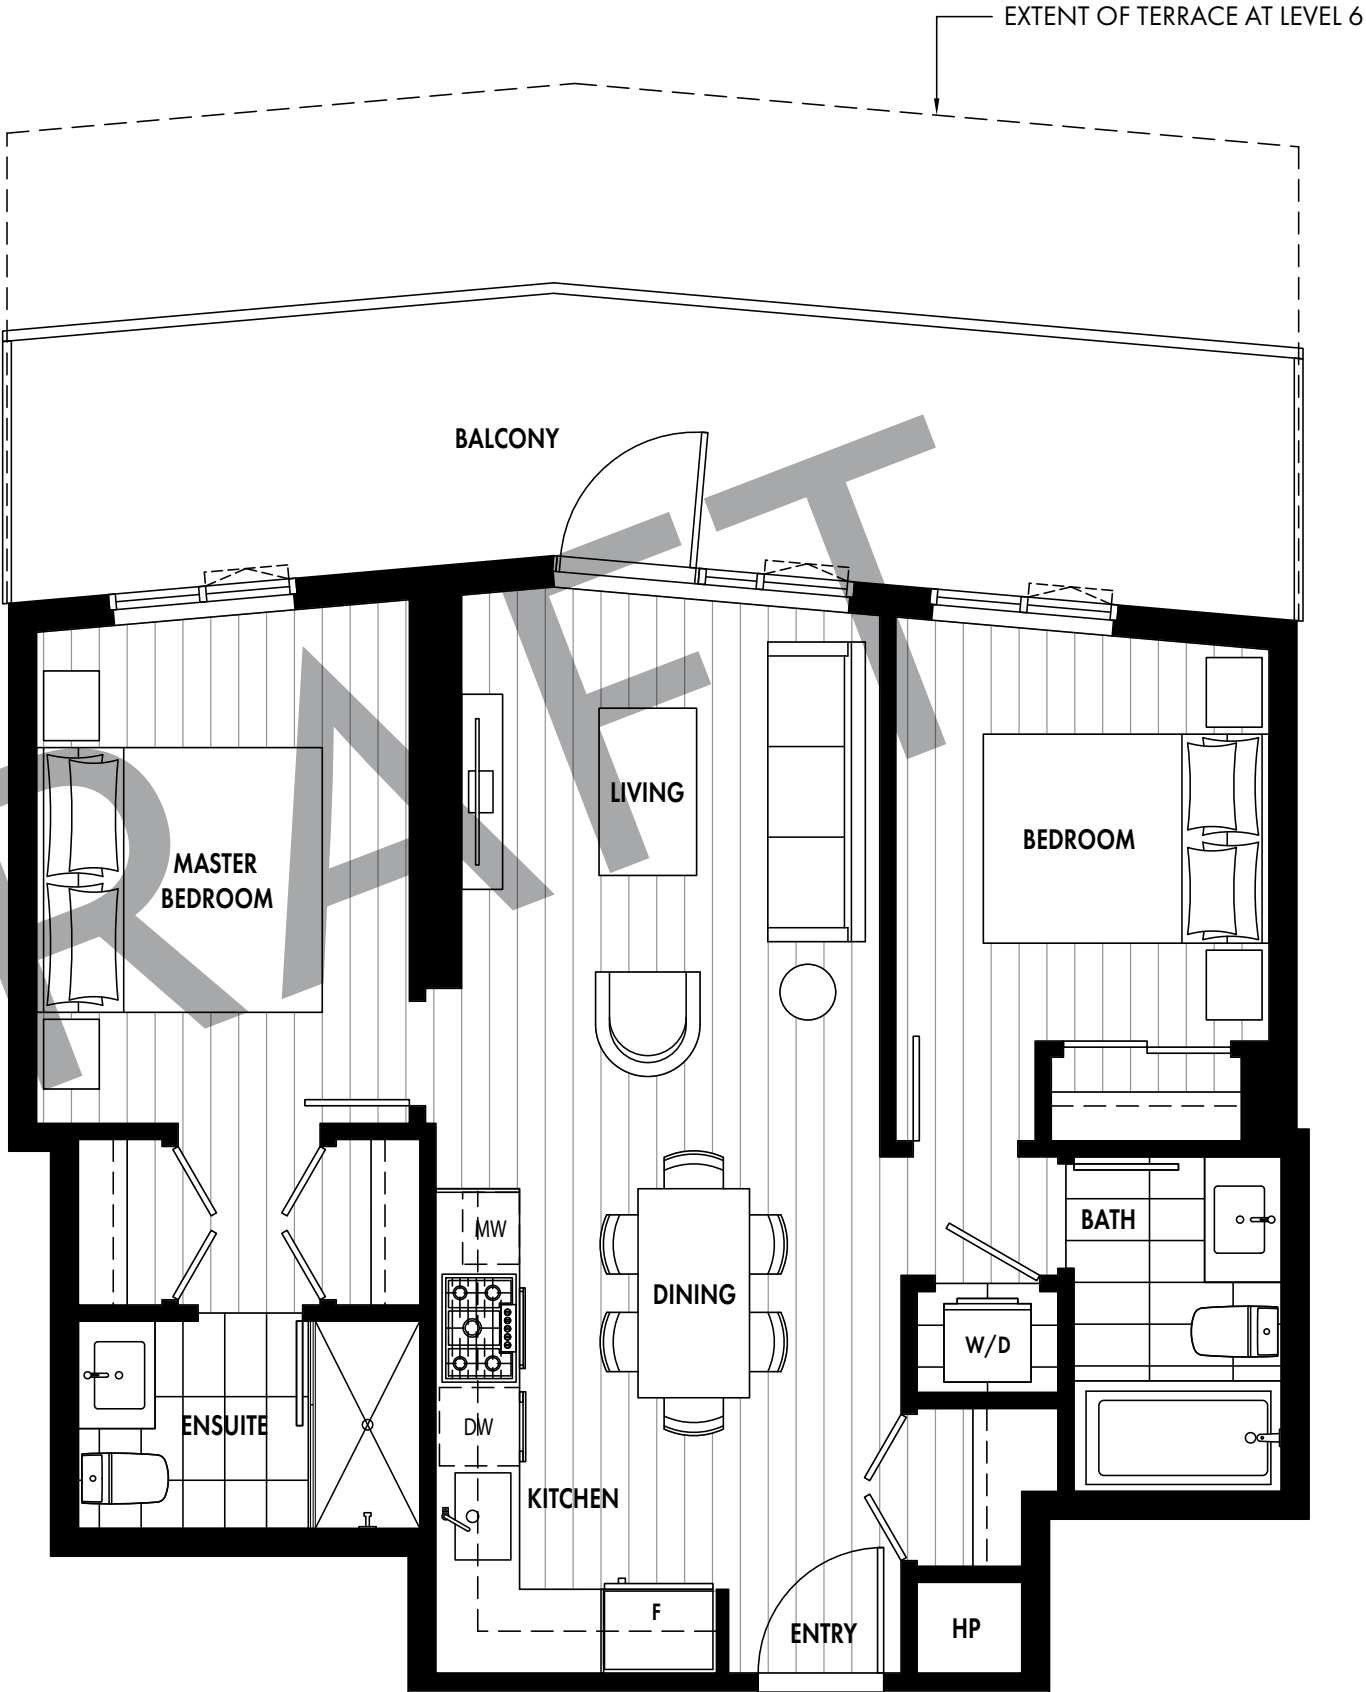 EXTENT OF TERRACE AT LEVEL 6
BALCONY
RAFT
LIVING
BEDROOM
MASTER
BEDROOM
MW
BATH
DINING
W/D
DW
ENSUITE
KITCHEN
F
ENTRY
HP